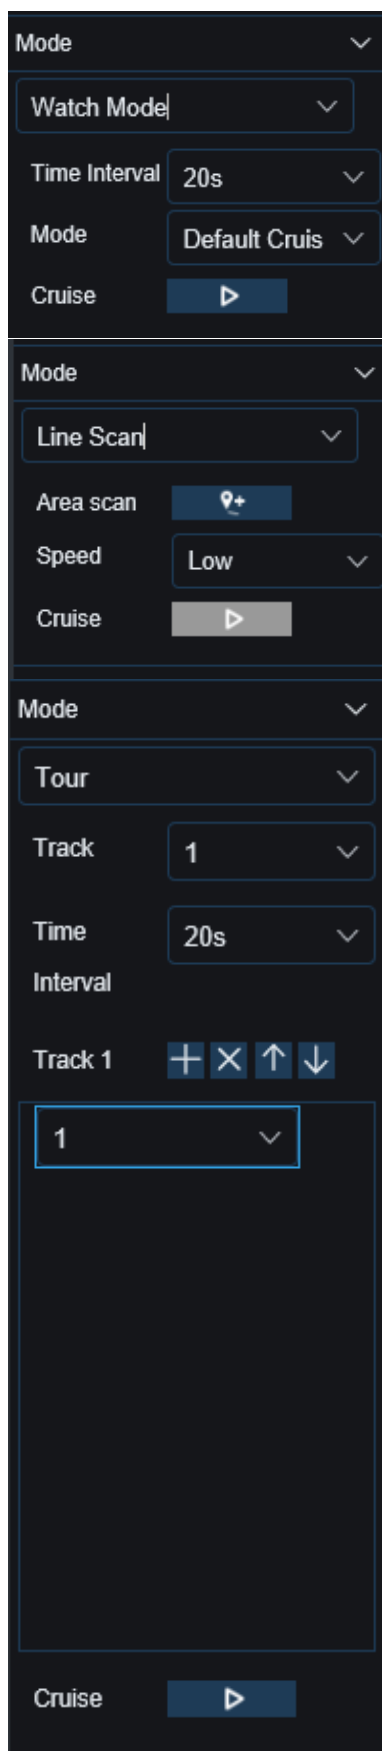 Mode
Watch Mode
Time Interval 20s
Mode Default Cruis
Cruise
Mode
Line Scan
Area scan
Speed Low
Cruise
Mode
Tour
Track 1
Time 20s
Interval
Track 1
1
Cruise